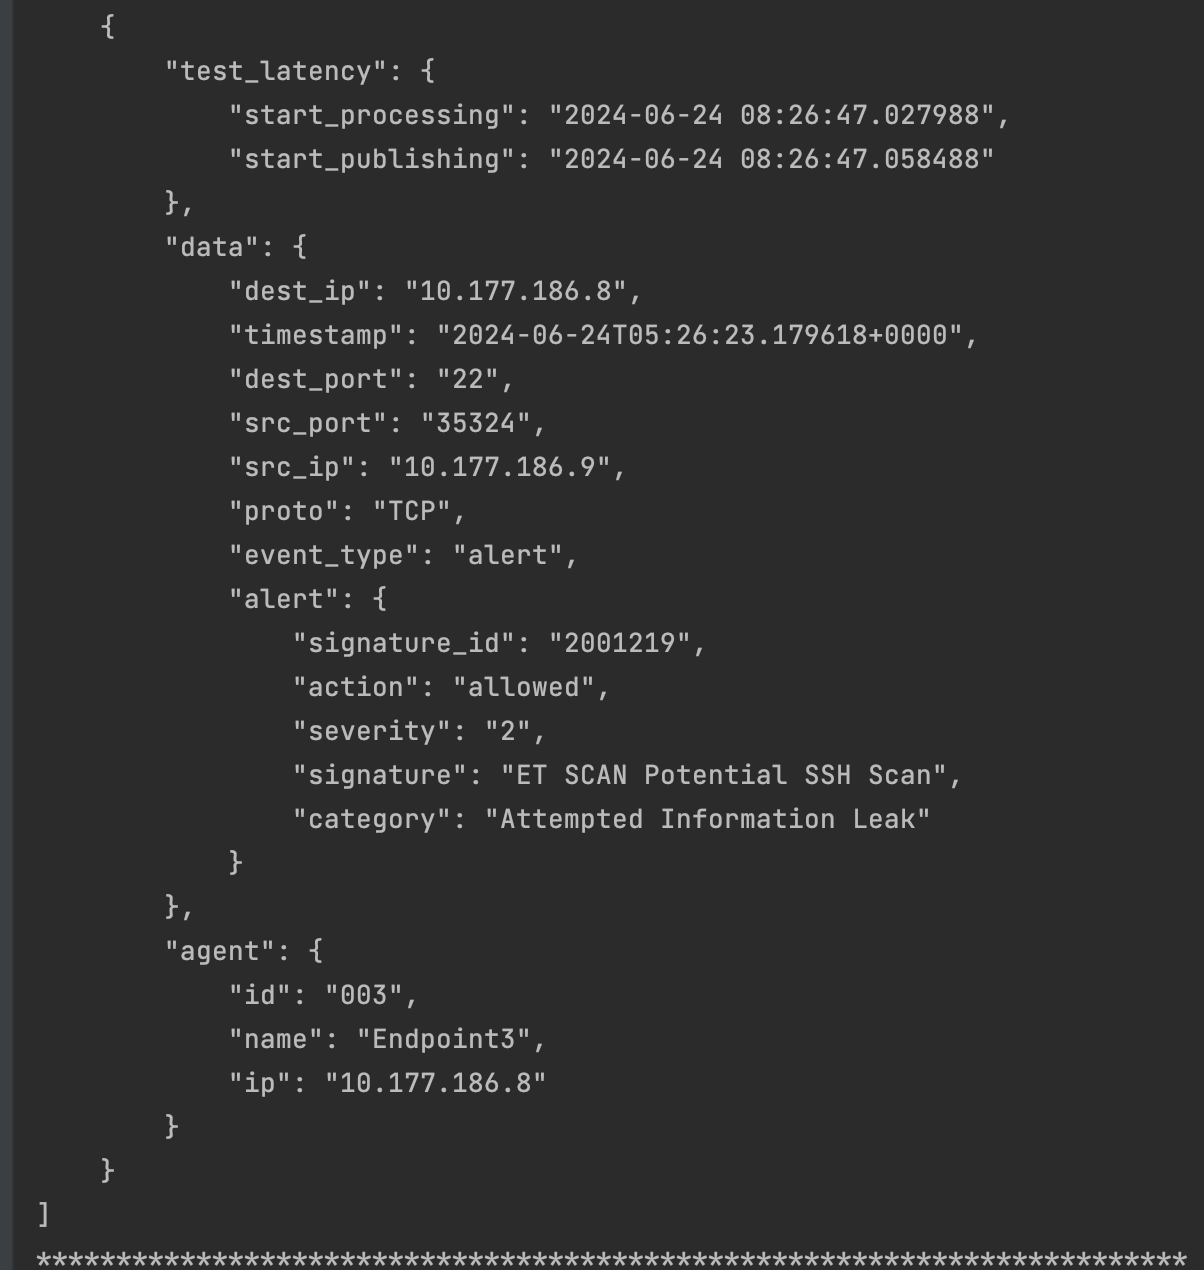 {
"test_latency": {
"start_processing": "2024-06-24 08:26:47.027988",
"start_publishing": "2024-06-24 08:26:47.058488"
},
"data": {
"dest_ip": "10.177.186.8",
"timestamp": "2024-06-24T05:26:23.179618+0000",
"dest_port": "22",
"src_port": "35324",
"src_ip": "10.177.186.9",
"proto": "TCP",
"event_type": "alert",
"alert": {
"signature_id": "2001219",
"action": "allowed",
"severity": "2",
"signature": "ET SCAN Potential SSH Scan",
"category": "Attempted Information Leak"
}
},
"agent": {
"id": "003",
"name": "Endpoint3",
"ip": "10.177.186.8"
}
}
]
************************************************************************